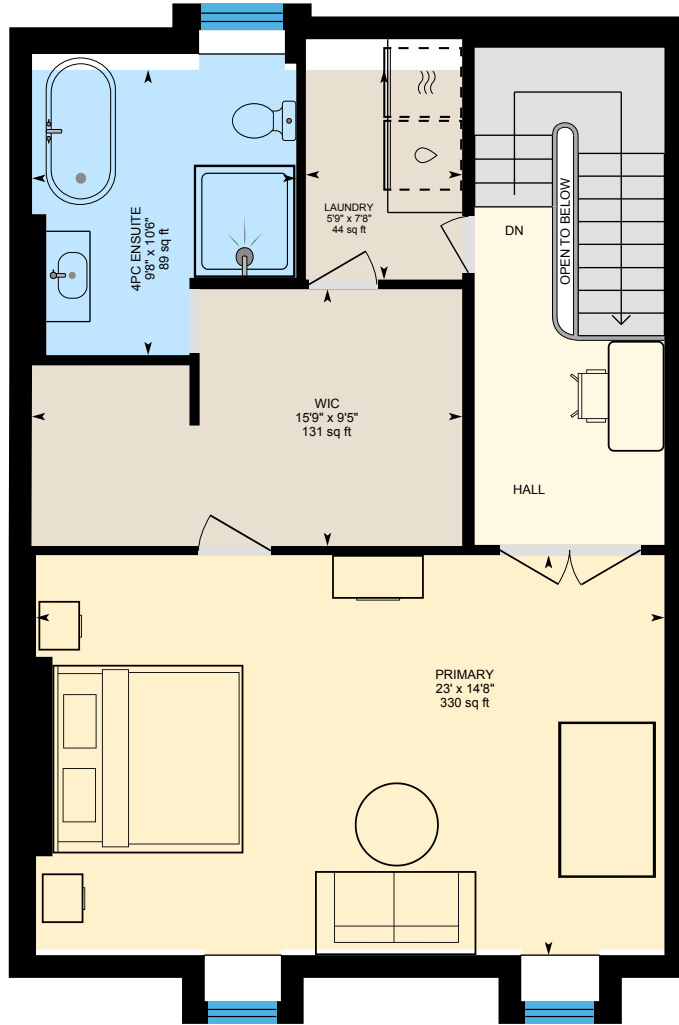 4PC ENSUITE
9'8" x 10'6"
89 sq ft
LAUNDRY
5'9" x 7'8"
44 sq ft
DN
OPEN TO BELOW
WIC
15'9" x 9'5"
131 sq ft
HALL
PRIMARY
23' x 14'8"
330 sq ft